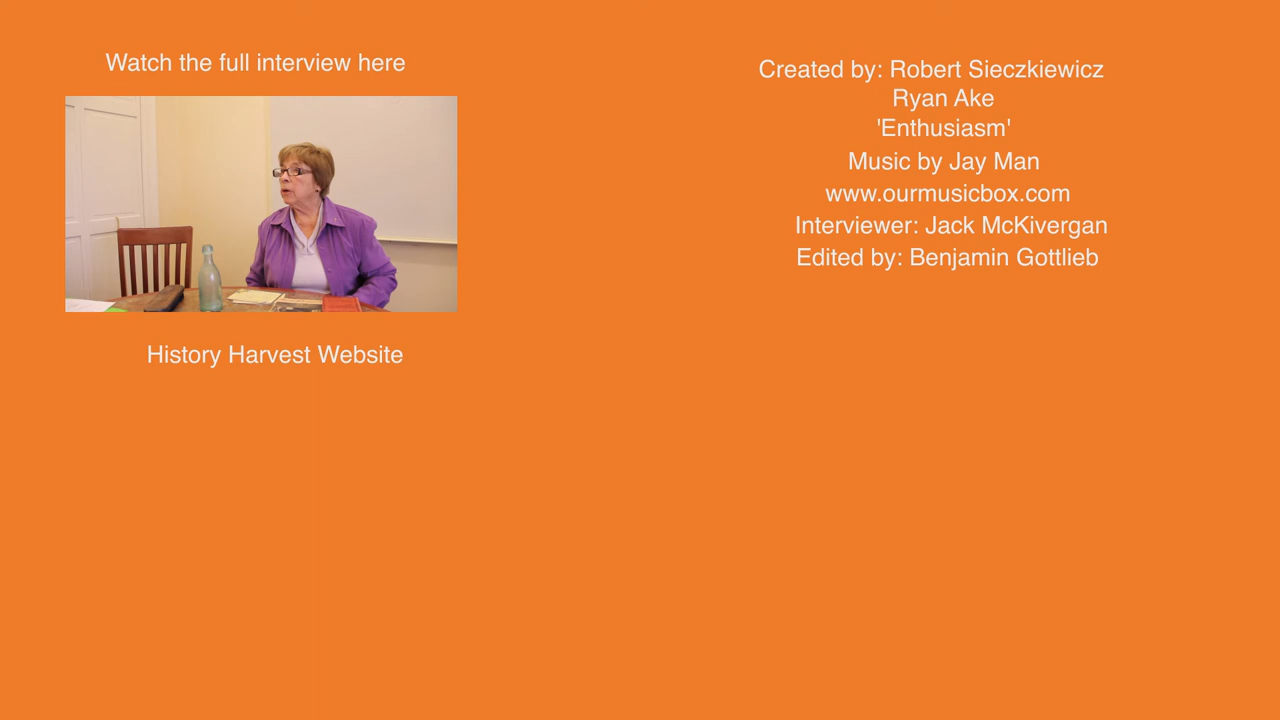 Watch the full interview here
History Harvest Website
Created by: Robert Sieczkiewicz
Ryan Ake
'Enthusiasm'
Music by Jay Man
www.ourmusicbox.com
Interviewer: Jack McKivergan
Edited by: Benjamin Gottlieb